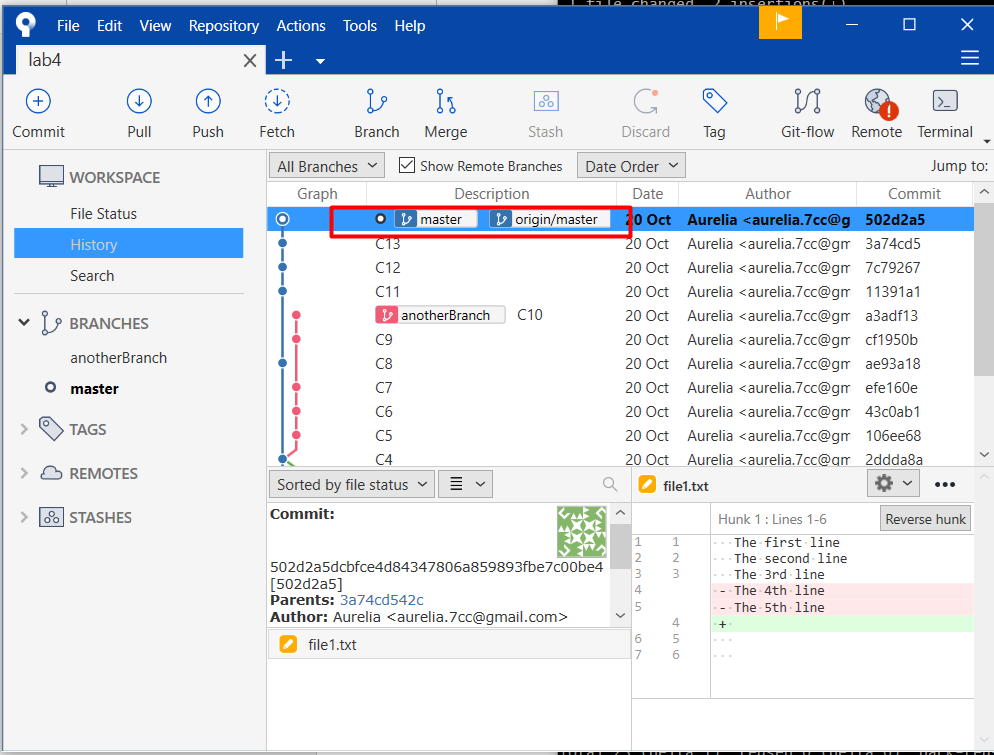 1 file changed, 2 insertions(+)
File Edit View Repository Actions Tools Help
lab4
Commit Pull Push Fetch Branch Merge Stash Discard Tag Git-flow Remote Terminal
WORKSPACE
File Status
History
Search
BRANCHES
anotherBranch
master
TAGS
REMOTES
STASHES
All Branches Show Remote Branches Date Order Jump to:
Graph Description Date Author Commit
master origin/master 20 Oct Aurelia <aurelia.7cc@g 502d2a5
C13 20 Oct Aurelia <aurelia.7cc@gm 3a74cd5
C12 20 Oct Aurelia <aurelia.7cc@gm 7c79267
C11 20 Oct Aurelia <aurelia.7cc@gm 11391a1
anotherBranch C10 20 Oct Aurelia <aurelia.7cc@gm a3adf13
C9 20 Oct Aurelia <aurelia.7cc@gm cf1950b
C8 20 Oct Aurelia <aurelia.7cc@gm ae93a18
C7 20 Oct Aurelia <aurelia.7cc@gm efe160e
C6 20 Oct Aurelia <aurelia.7cc@gm 43c0ab1
C5 20 Oct Aurelia <aurelia.7cc@gm 106ee68
C4 20 Oct Aurelia <aurelia.7cc@gm 2ddda8a
Sorted by file status
Commit:
502d2a5dcbfce4d84347806a859893fbe7c00be4
[502d2a5]
Parents: 3a74cd542c
Author: Aurelia <aurelia.7cc@gmail.com>
file1.txt
file1.txt
Hunk 1 : Lines 1-6 Reverse hunk
1 1 The first line
2 2 The second line
3 3 The 3rd line
4 - The 4th line
5 - The 5th line
4 +
6 5
7 6